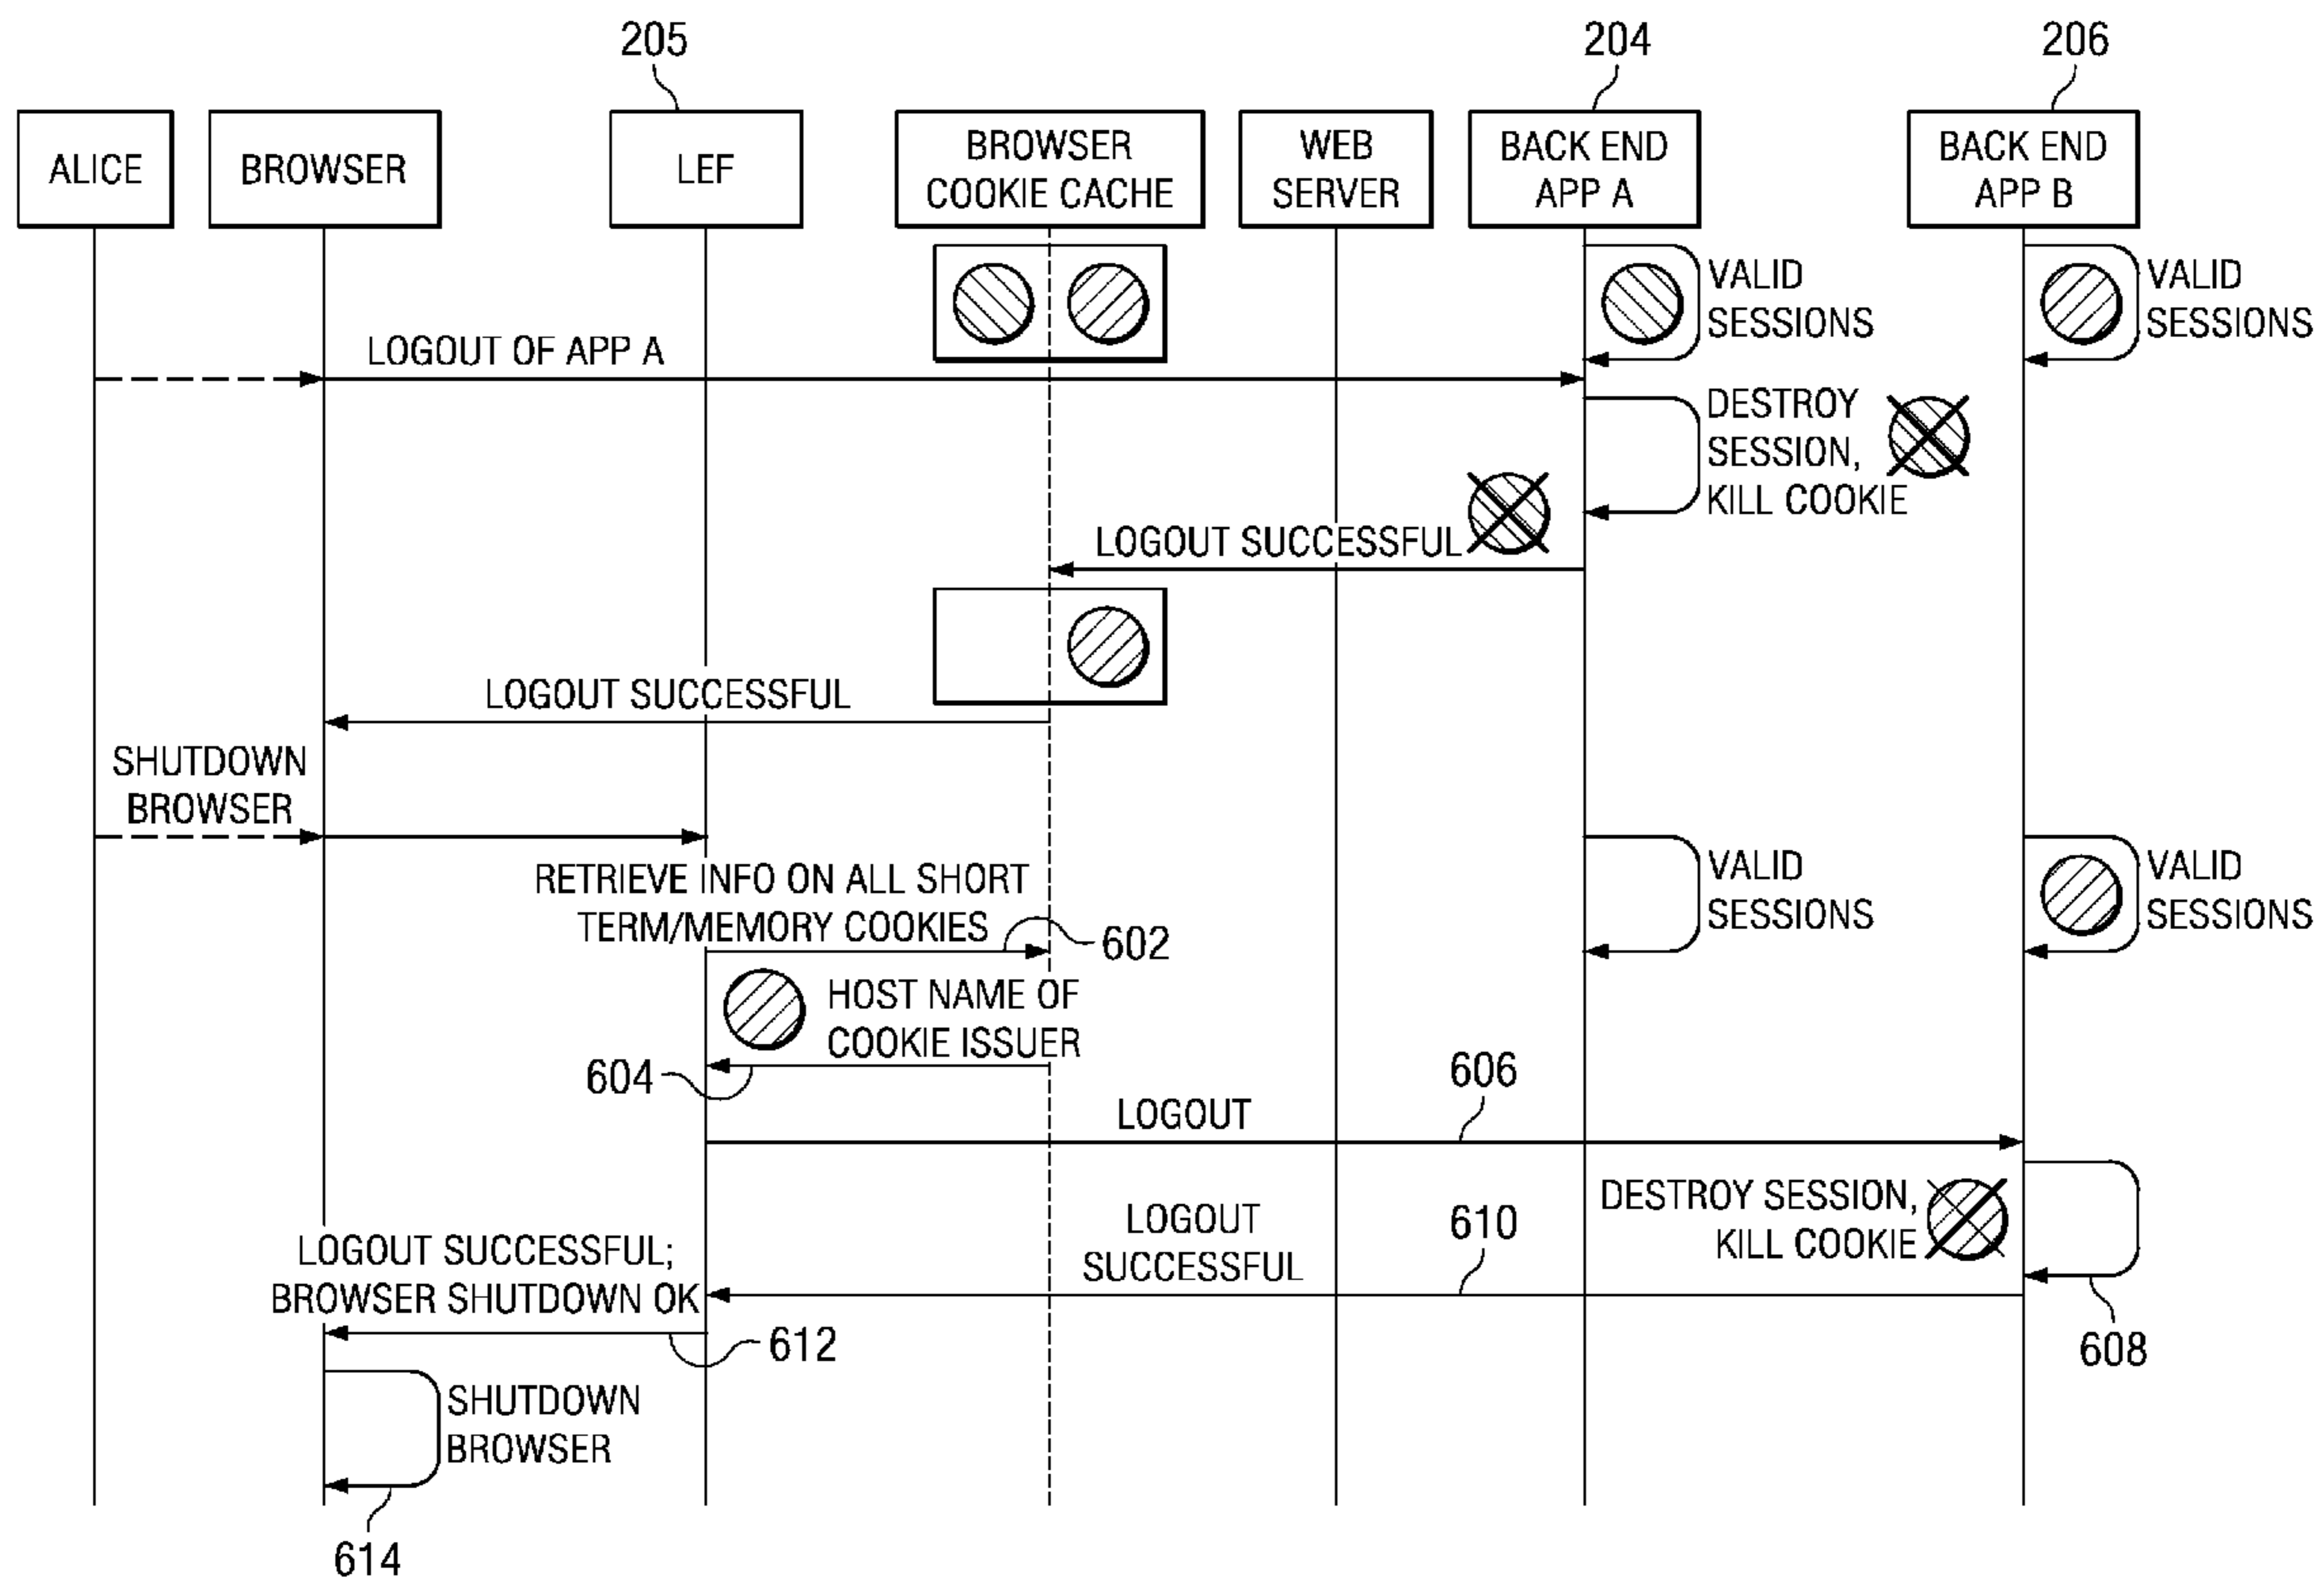 205
204
206
ALICE
BROWSER
LEF
BROWSER
COOKIE CACHE
WEB
SERVER
BACK END
APP A
BACK END
APP B
VALID
SESSIONS
VALID
SESSIONS
LOGOUT OF APP A
DESTROY
SESSION,
KILL COOKIE
LOGOUT SUCCESSFUL
LOGOUT SUCCESSFUL
SHUTDOWN
BROWSER
RETRIEVE INFO ON ALL SHORT
TERM/MEMORY COOKIES
602
VALID
SESSIONS
VALID
SESSIONS
HOST NAME OF
COOKIE ISSUER
604
606
LOGOUT
DESTROY SESSION,
KILL COOKIE
608
LOGOUT
SUCCESSFUL
610
LOGOUT SUCCESSFUL;
BROWSER SHUTDOWN OK
612
SHUTDOWN
BROWSER
614